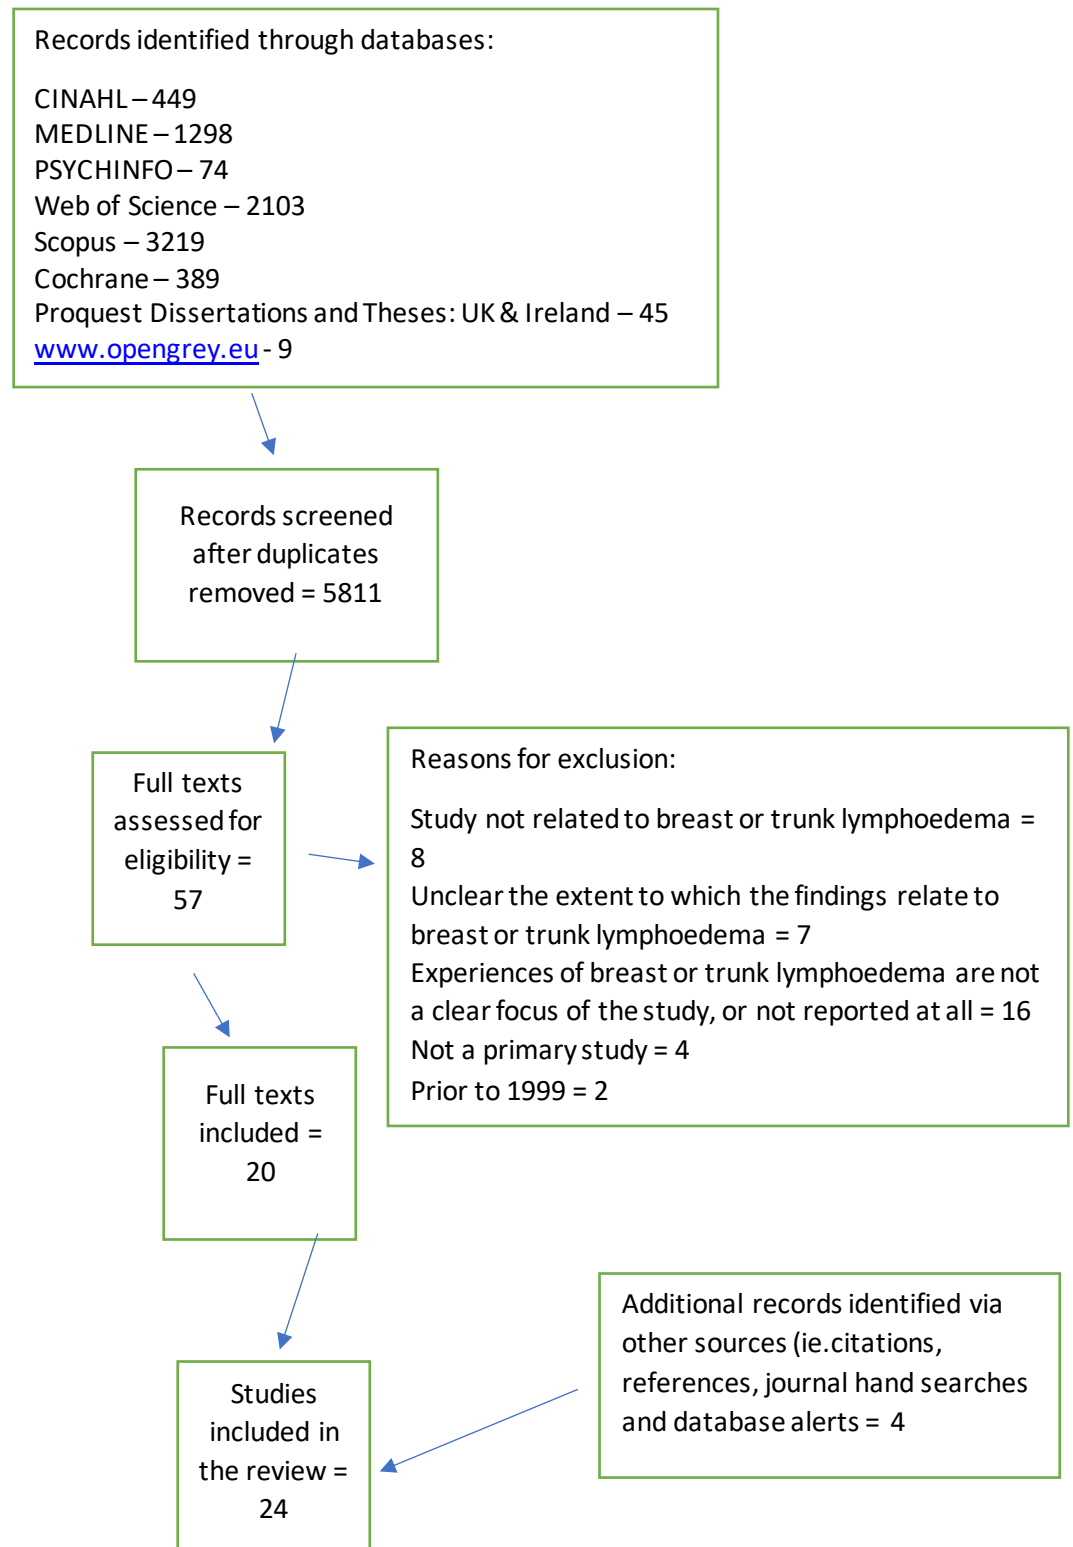 Records identified through databases:
CINAHL – 449
MEDLINE – 1298
PSYCHINFO – 74
Web of Science – 2103
Scopus – 3219
Cochrane – 389
Proquest Dissertations and Theses: UK & Ireland – 45
www.opengrey.eu - 9
Records screened
after duplicates
removed = 5811
Full texts
assessed for
eligibility =
57
Reasons for exclusion:
Study not related to breast or trunk lymphoedema =
8
Unclear the extent to which the findings relate to
breast or trunk lymphoedema = 7
Experiences of breast or trunk lymphoedema are not
a clear focus of the study, or not reported at all = 16
Not a primary study = 4
Prior to 1999 = 2
Full texts
included =
20
Additional records identified via
other sources (ie.citations,
references, journal hand searches
and database alerts = 4
Studies
included in
the review =
24